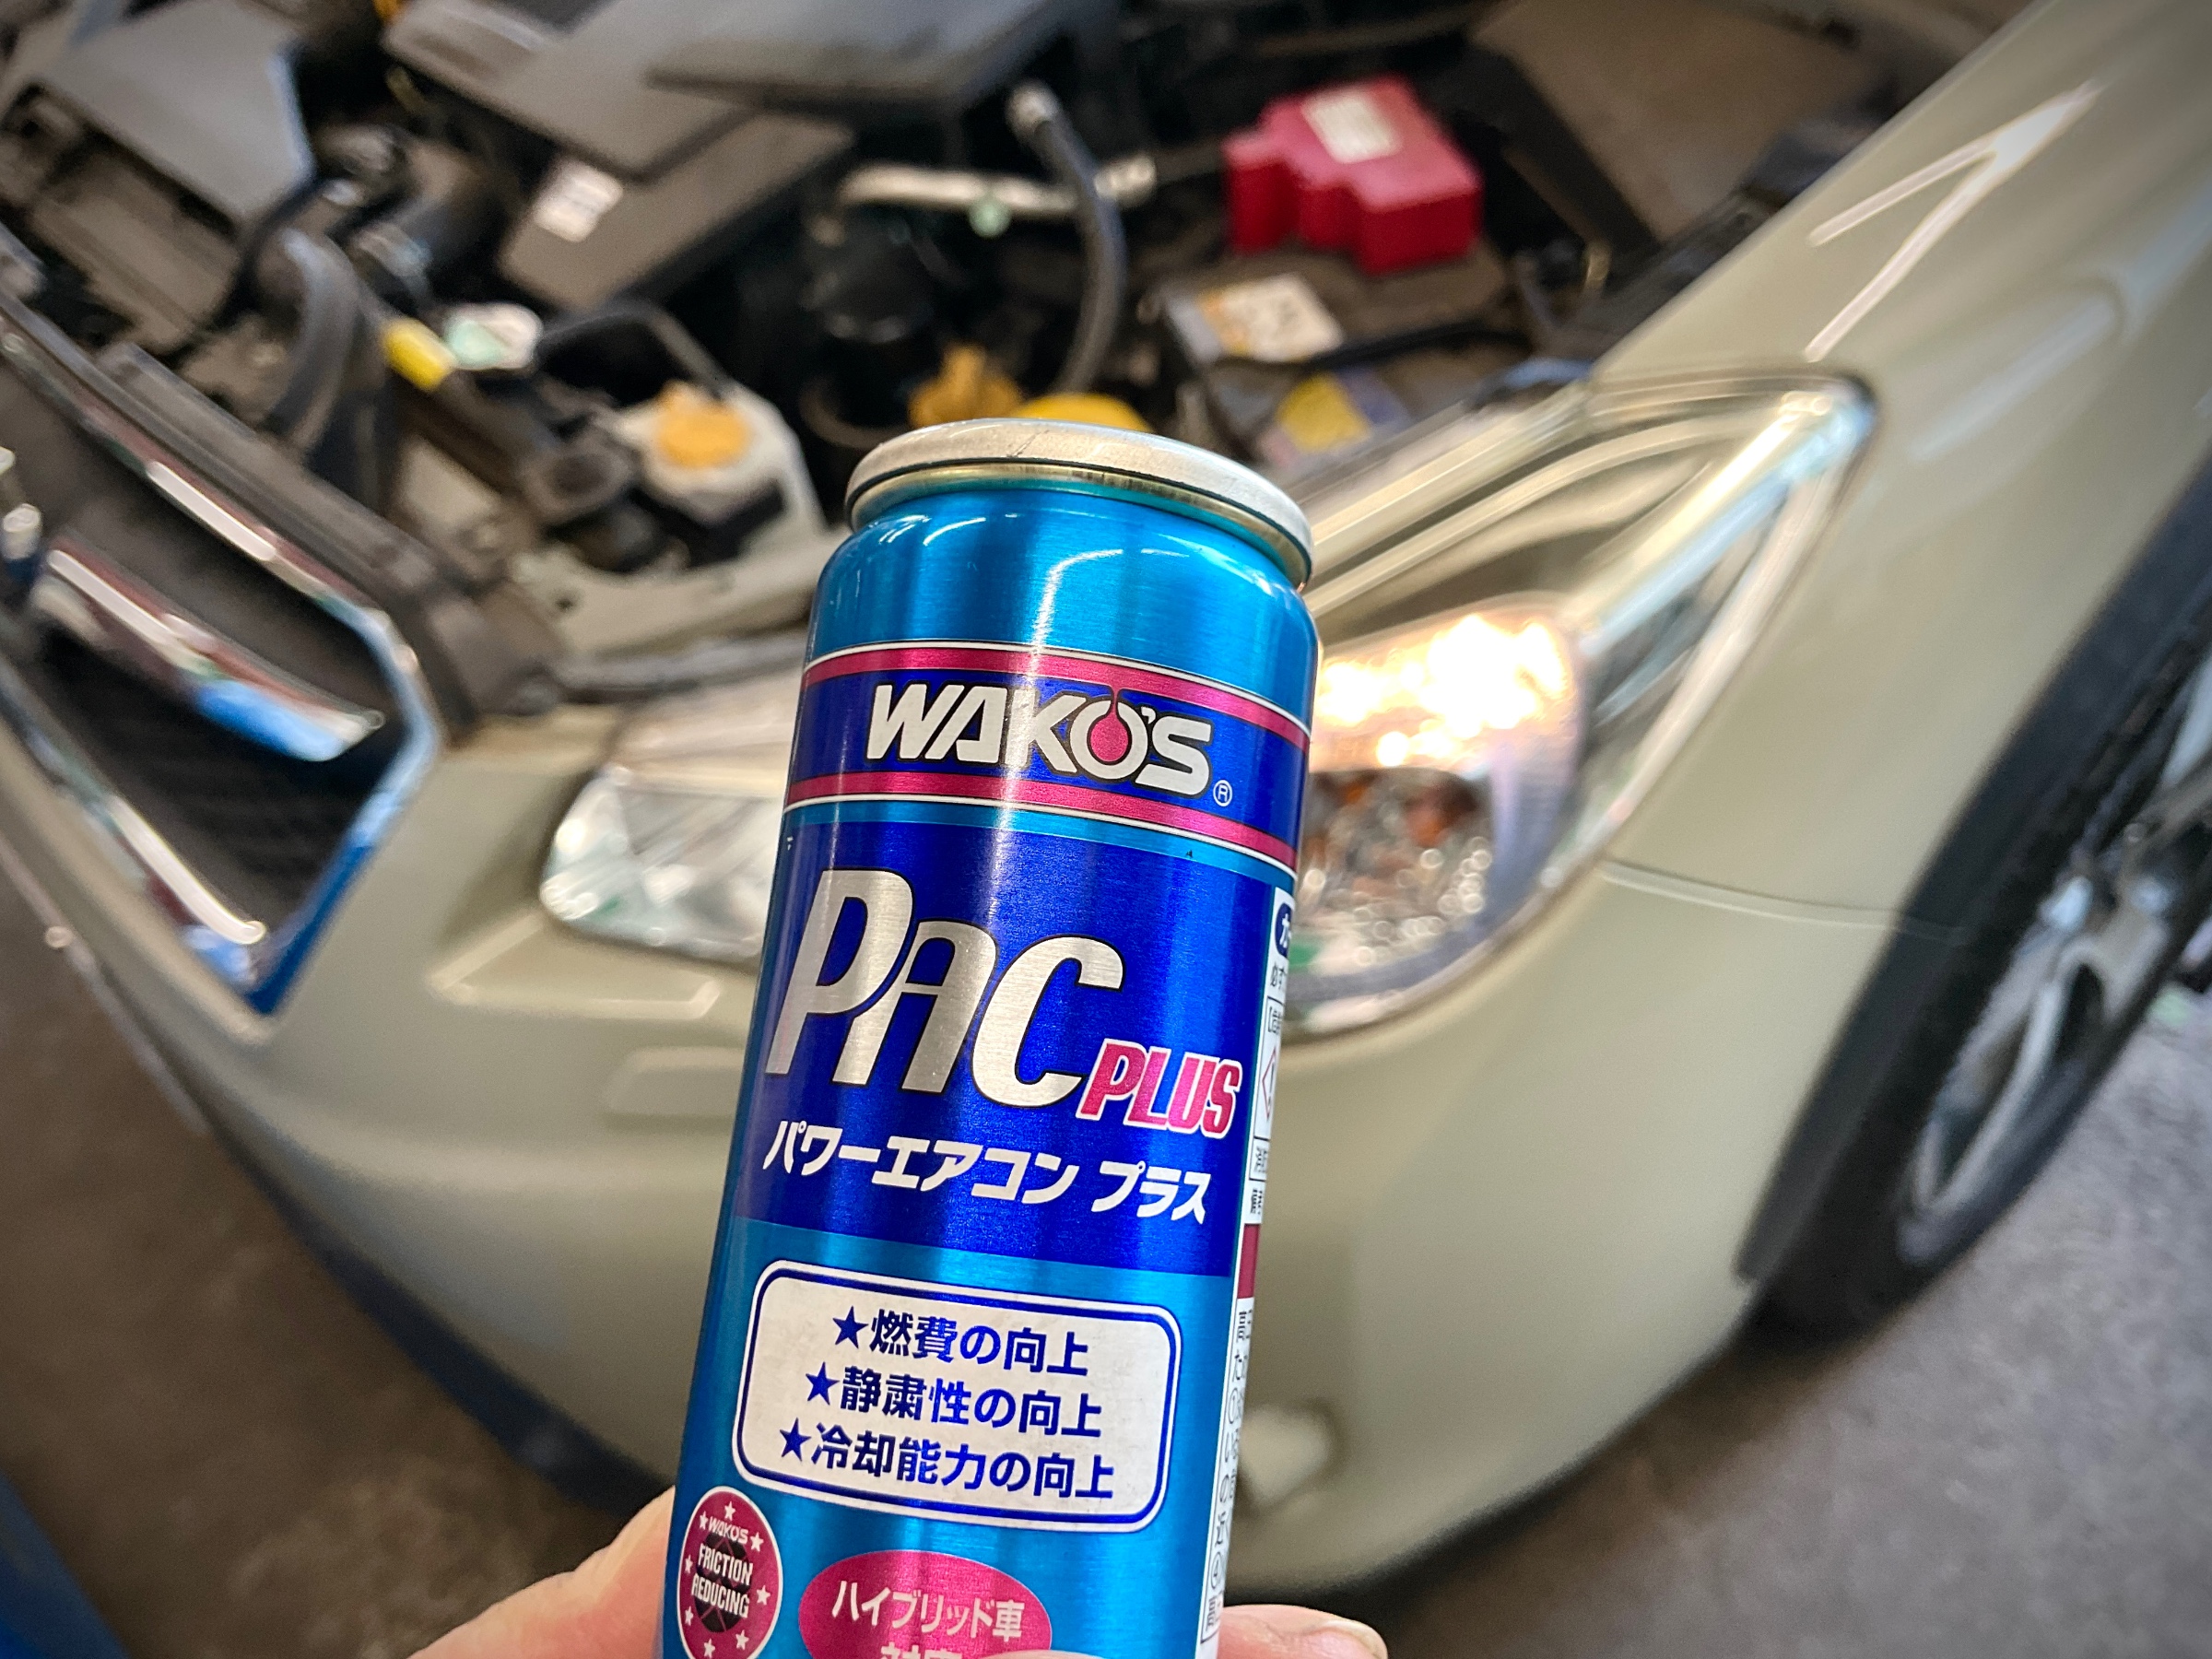 WAKO'S®
PAC PLUS
パワーエアコン プラス
★燃費の向上
★静粛性の向上
★冷却能力の向上
WAKO'S
FRICTION
REDUCING
ハイブリッド車